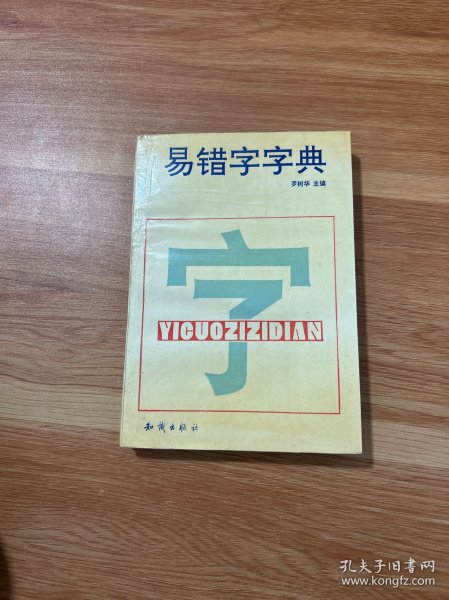 易错字字典
罗树华 主编
字
YICUOZIZIDIAN
知识出版社
孔夫子旧书网
www.kongfz.com